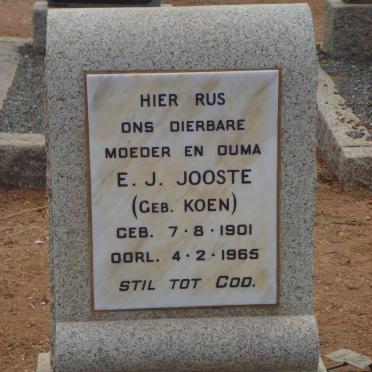 HIER RUS
ONS DIERBARE
MOEDER EN OUMA
E. J. JOOSTE
(GEB. KOEN)
GEB. 7·8·1901
OORL. 4·2·1965
STIL TOT GOD.